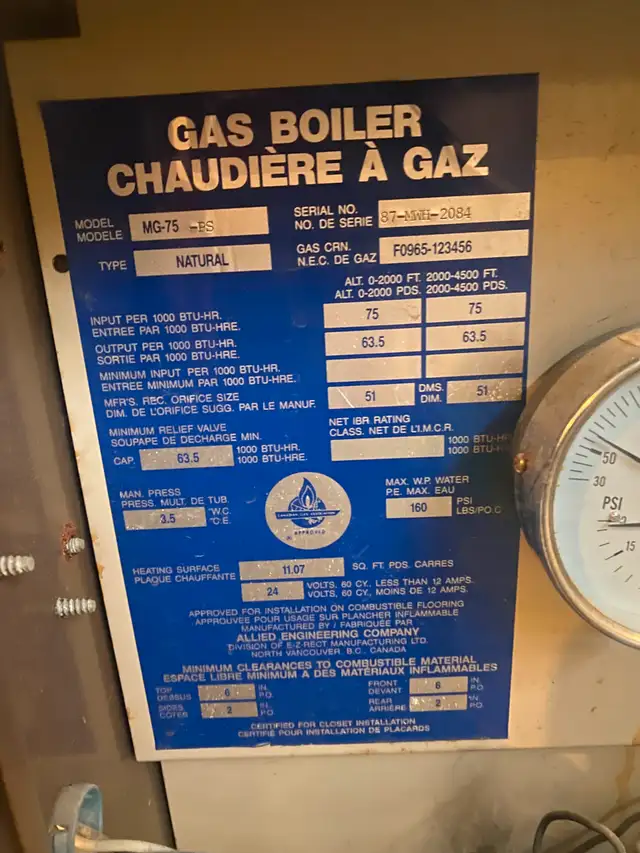 GAS BOILER
CHAUDIÈRE À GAZ
MODEL
MODELE
MG-75 -PS
SERIAL NO.
NO. DE SERIE
87-MWH-2084
TYPE
NATURAL
GAS CRN.
N.E.C. DE GAZ
F0965-123456
ALT. 0-2000 FT. 2000-4500 FT.
ALT. 0-2000 PDS. 2000-4500 PDS.
INPUT PER 1000 BTU-HR.
ENTREE PAR 1000 BTU-HRE.
75 75
OUTPUT PER 1000 BTU-HR.
SORTIE PAR 1000 BTU-HRE.
63.5 63.5
MINIMUM INPUT PER 1000 BTU-HR.
ENTREE MINIMUM PAR 1000 BTU-HRE.
MFR'S. REC. ORIFICE SIZE
DIM. DE L'ORIFICE SUGG. PAR LE MANUF.
51
DMS.
DIM.
51
MINIMUM RELIEF VALVE
SOUPAPE DE DECHARGE MIN.
CAP. 63.5
1000 BTU-HR.
1000 BTU-HRE.
NET IBR RATING
CLASS. NET DE L'I.M.C.R.
1000 BTU-HR
1000 BTU-H
MAN. PRESS
PRESS. MULT. DE TUB.
3.5
"W.C.
"C.E.
APPROVED
MAX. W.P. WATER
P.E. MAX. EAU
160
PSI
LBS/PO.C
HEATING SURFACE
PLAQUE CHAUFFANTE
11.07
SQ. FT. PDS. CARRES
24
VOLTS. 60 CY., LESS THAN 12 AMPS.
VOLTS. 60 CY., MOINS DE 12 AMPS.
APPROVED FOR INSTALLATION ON COMBUSTIBLE FLOORING
APPROUVEE POUR USAGE SUR PLANCHER INFLAMMABLE
MANUFACTURED BY / FABRIQUÉE PAR
ALLIED ENGINEERING COMPANY
DIVISION OF E-Z-RECT MANUFACTURING LTD.
NORTH VANCOUVER, B.C., CANADA
MINIMUM CLEARANCES TO COMBUSTIBLE MATERIAL
ESPACE LIBRE MINIMUM A DES MATÉRIAUX INFLAMMABLES
TOP
DESSUS
6
IN.
P.O.
FRONT
DEVANT
6
IN.
P.O.
SIDES
COTES
2
IN.
P.O.
REAR
ARRIÈRE
2
IN.
P.O.
CERTIFIED FOR CLOSET INSTALLATION
CERTIFIÉ POUR INSTALLATION DE PLACARDS
50
30
PSI
15